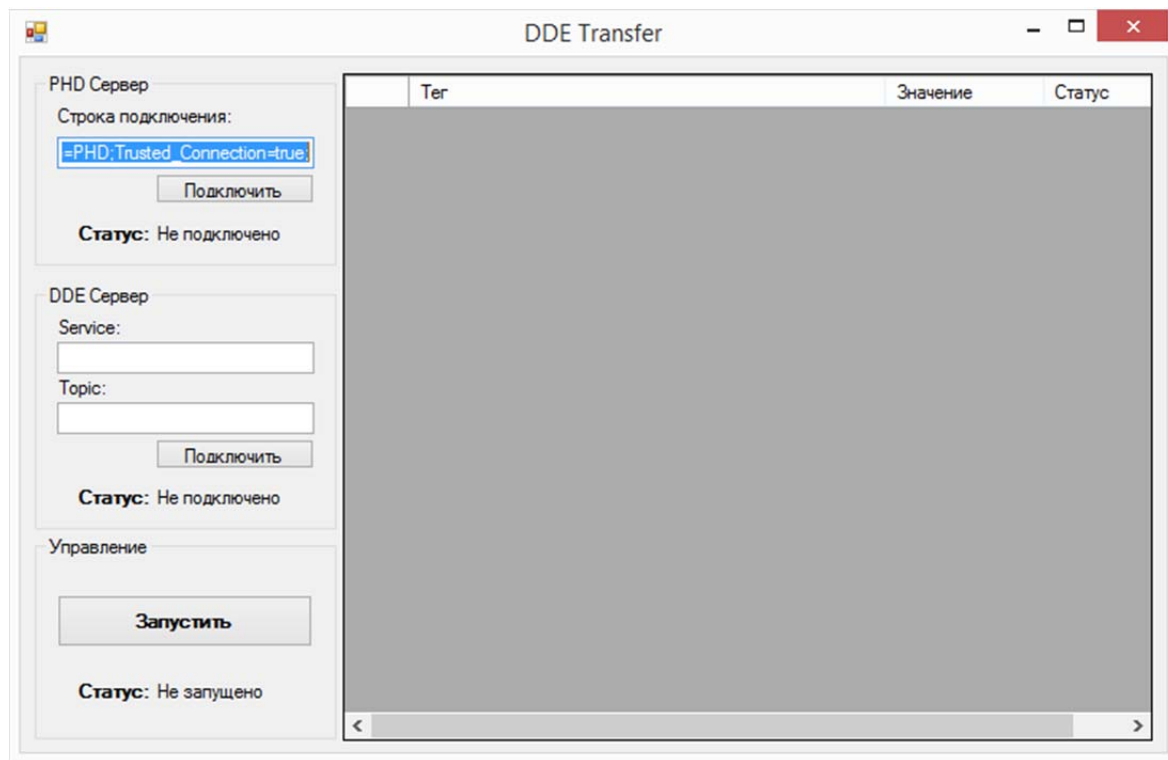 DDE Transfer
PHD Сервер
Строка подключения:
=PHD;Trusted_Connection=true;
Подключить
Статус: Не подключено
DDE Сервер
Service:
Topic:
Подключить
Статус: Не подключено
Управление
Запустить
Статус: Не запущено
Тег Значение Статус